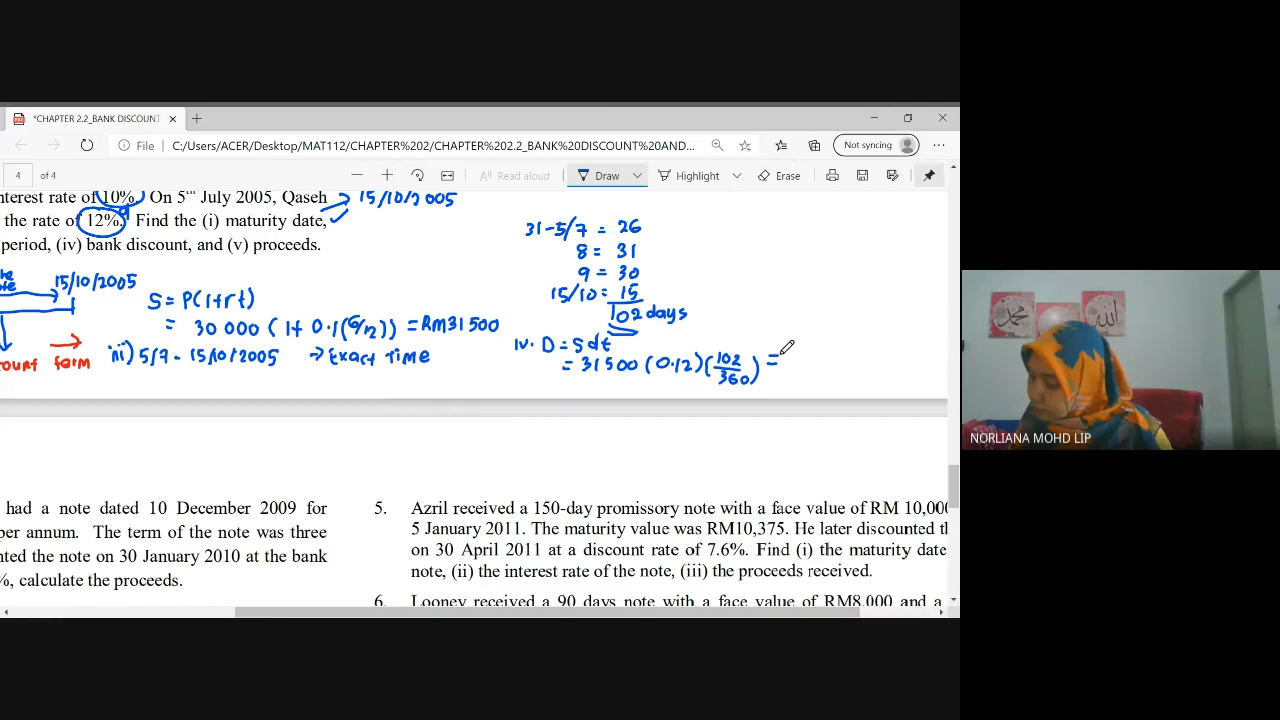 *CHAPTER 2.2_BANK DISCOUNT
File C:/Users/ACER/Desktop/MAT112/CHAPTER%202/CHAPTER%202.2_BANK%20DISCOUNT%20AND... Not syncing
4 of 4 Read aloud Draw Highlight Erase
nterest rate of 10%. On 5th July 2005, Qaseh
15/10/2005
the rate of 12%. Find the (i) maturity date,
period, (iv) bank discount, and (v) proceeds.
15/10/2005
S = P(1+rt)
= 30 000 (1+ 0.1(6/12)) = RM31 500
iii) 5/7 - 15/10/2005 → Exact Time
count farm
31-5/7 = 26
8 = 31
9 = 30
15/10 = 15
102 days
iv. D = Sdt
= 31500 (0.12) (102/360) =
had a note dated 10 December 2009 for
per annum. The term of the note was three
nted the note on 30 January 2010 at the bank
%, calculate the proceeds.
5. Azril received a 150-day promissory note with a face value of RM 10,000
5 January 2011. The maturity value was RM10,375. He later discounted th
on 30 April 2011 at a discount rate of 7.6%. Find (i) the maturity date
note, (ii) the interest rate of the note, (iii) the proceeds received.
6. Looney received a 90 days note with a face value of RM8,000 and a
NORLIANA MOHD LIP